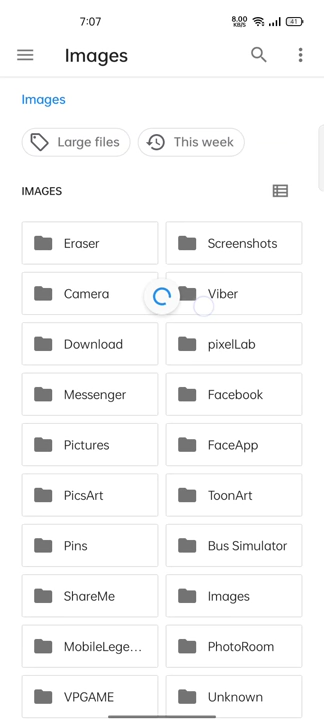 7:07 8.00 KB/S 41
Images
Images
Large files This week
IMAGES
Eraser Screenshots
Camera Viber
Download pixelLab
Messenger Facebook
Pictures FaceApp
PicsArt ToonArt
Pins Bus Simulator
ShareMe Images
MobileLege... PhotoRoom
VPGAME Unknown